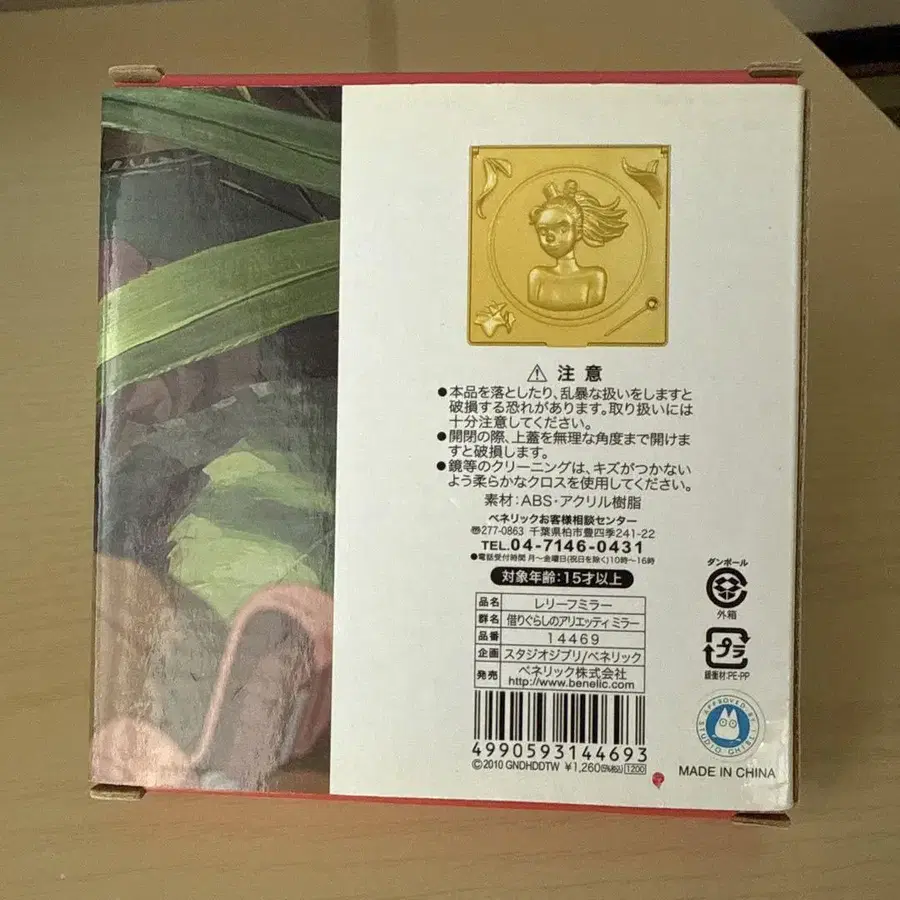 注意
●本品を落としたり、乱暴な扱いをしますと
破損する恐れがあります。取り扱いには
十分注意してください。
●開閉の際、上蓋を無理な角度まで開けま
すと破損します。
●鏡等のクリーニングは、キズがつかない
よう柔らかなクロスを使用してください。
素材:ABS・アクリル樹脂
ベネリックお客様相談センター
〠277-0863 千葉県柏市豊四季241-22
TEL.04-7146-0431
●電話受付時間 月〜金曜日(祝日を除く)10時〜16時
対象年齢:15才以上
品名 レリーフミラー
群名 借りぐらしのアリエッティ ミラー
品番 14469
企画 スタジオジブリ/ベネリック
発売 ベネリック株式会社
http://www.benelic.com
4990593144693
©2010 GNDHDDTW ¥1,260 1200
ダンボール
外箱
プラ
緩衝材:PE・PP
APPROVED BY
STUDIO GHIBLI
MADE IN CHINA